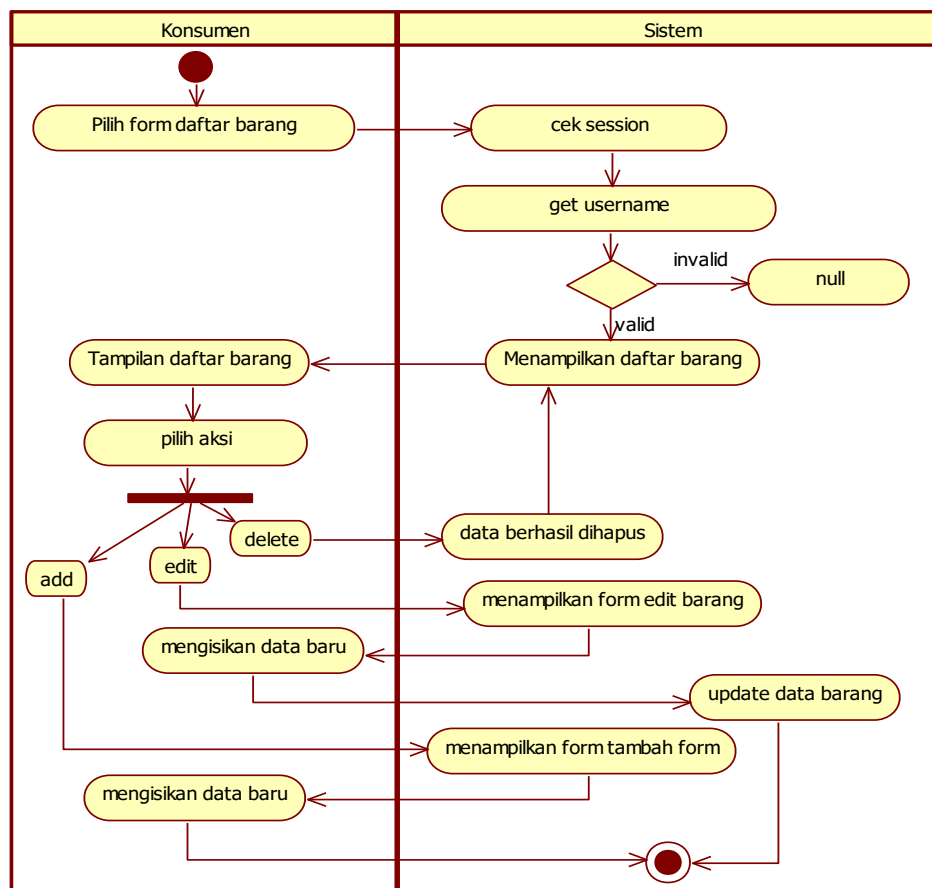 Konsumen
Sistem
Pilih form daftar barang
cek session
get username
invalid
null
valid
Tampilan daftar barang
Menampilkan daftar barang
pilih aksi
delete
data berhasil dihapus
edit
add
menampilkan form edit barang
mengisikan data baru
update data barang
menampilkan form tambah form
mengisikan data baru